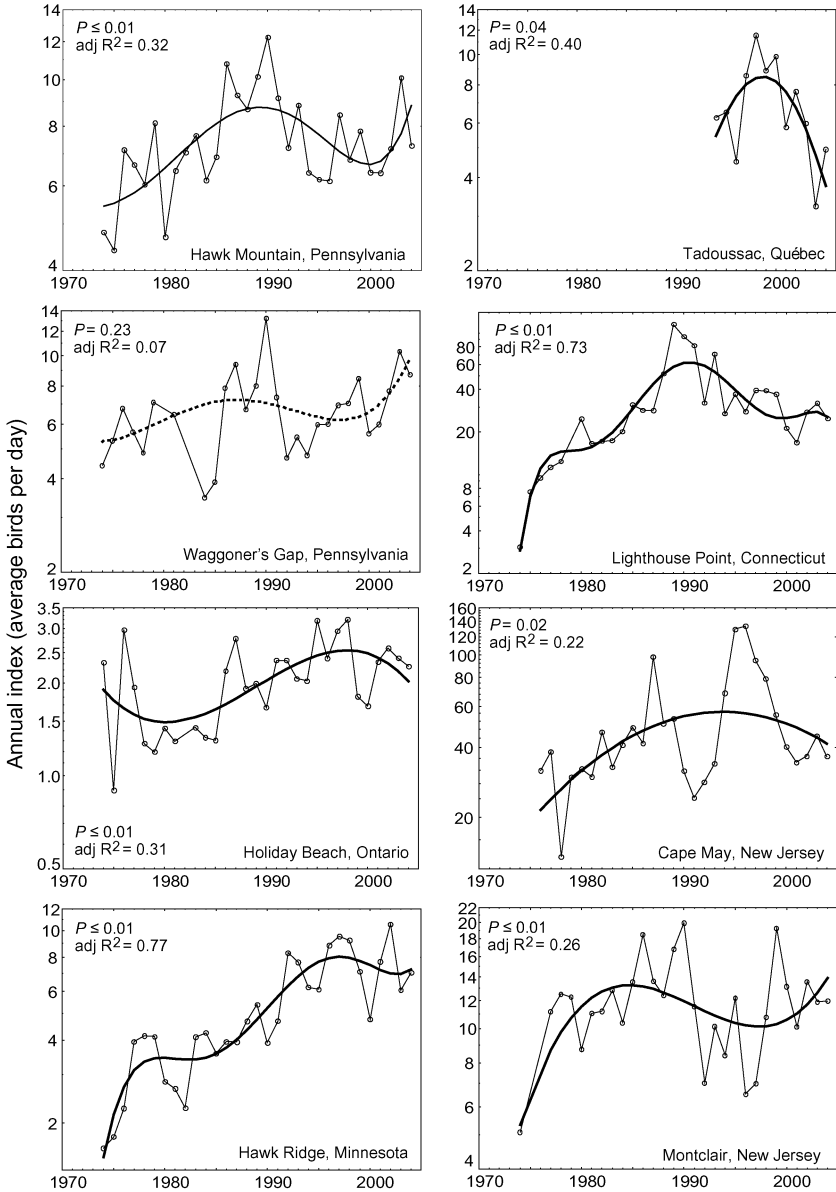 Annual index (average birds per day)
P ≤ 0.01
adj R² = 0.32
14
12
10
8
6
4
Hawk Mountain, Pennsylvania
1970 1980 1990 2000
P = 0.04
adj R² = 0.40
14
12
10
8
6
4
2
Tadoussac, Québec
1970 1980 1990 2000
P = 0.23
adj R² = 0.07
14
12
10
8
6
4
2
Waggoner's Gap, Pennsylvania
1970 1980 1990 2000
P ≤ 0.01
adj R² = 0.73
80
60
40
20
8
6
4
2
Lighthouse Point, Connecticut
1970 1980 1990 2000
3.5
3.0
2.5
2.0
1.5
1.0
0.5
P ≤ 0.01
adj R² = 0.31
Holiday Beach, Ontario
1970 1980 1990 2000
P = 0.02
adj R² = 0.22
160
140
120
100
80
60
40
20
Cape May, New Jersey
1970 1980 1990 2000
P ≤ 0.01
adj R² = 0.77
12
10
8
6
4
2
Hawk Ridge, Minnesota
1970 1980 1990 2000
P ≤ 0.01
adj R² = 0.26
22
20
18
16
14
12
10
8
6
4
Montclair, New Jersey
1970 1980 1990 2000